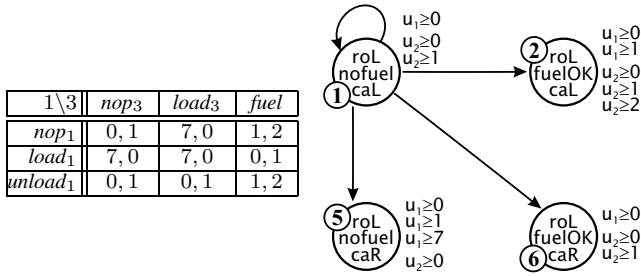 1\3 nop₃ load₃ fuel
nop₁ 0,1 7,0 1,2
load₁ 7,0 7,0 0,1
unload₁ 0,1 0,1 1,2
roL
nofuel
caL
1
u₁≥0
u₂≥0
u₂≥1
2
roL
fuelOK
caL
u₁≥0
u₁≥1
u₂≥0
u₂≥1
u₂≥2
5
roL
nofuel
caR
u₁≥0
u₁≥1
u₁≥7
u₂≥0
roL
fuelOK
caR
6
u₁≥0
u₂≥0
u₂≥1